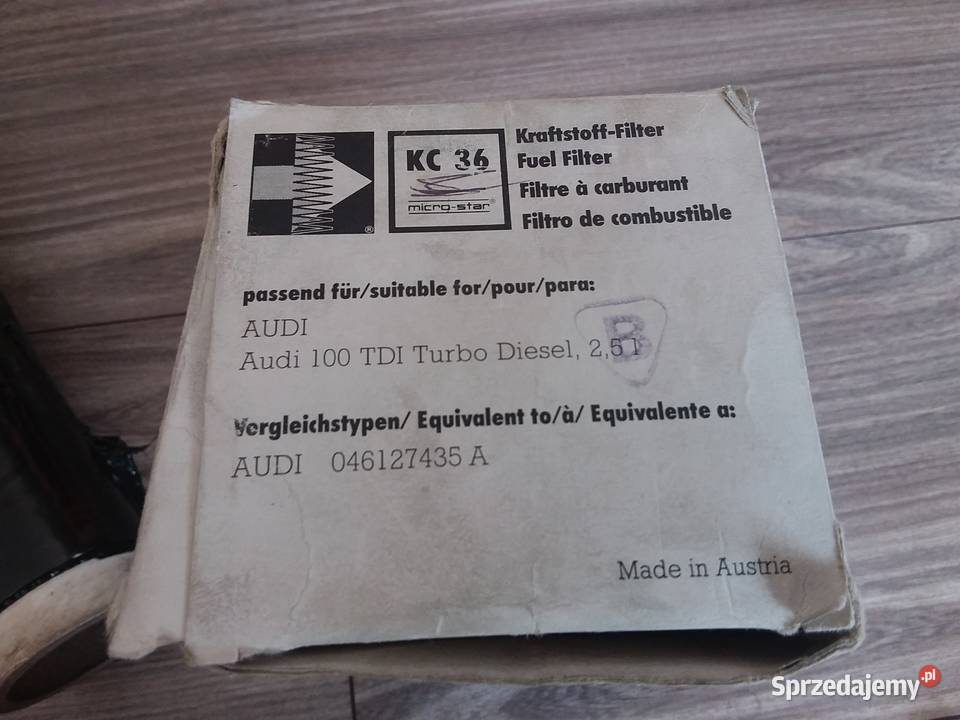 KC 36
micro-star®
®
Kraftstoff-Filter
Fuel Filter
Filtre à carburant
Filtro de combustible
passend für/suitable for/pour/para:
AUDI
Audi 100 TDI Turbo Diesel, 2,5 l
B
Vergleichstypen/ Equivalent to/à/ Equivalente a:
AUDI 046127435 A
Made in Austria
Sprzedajemy.pl